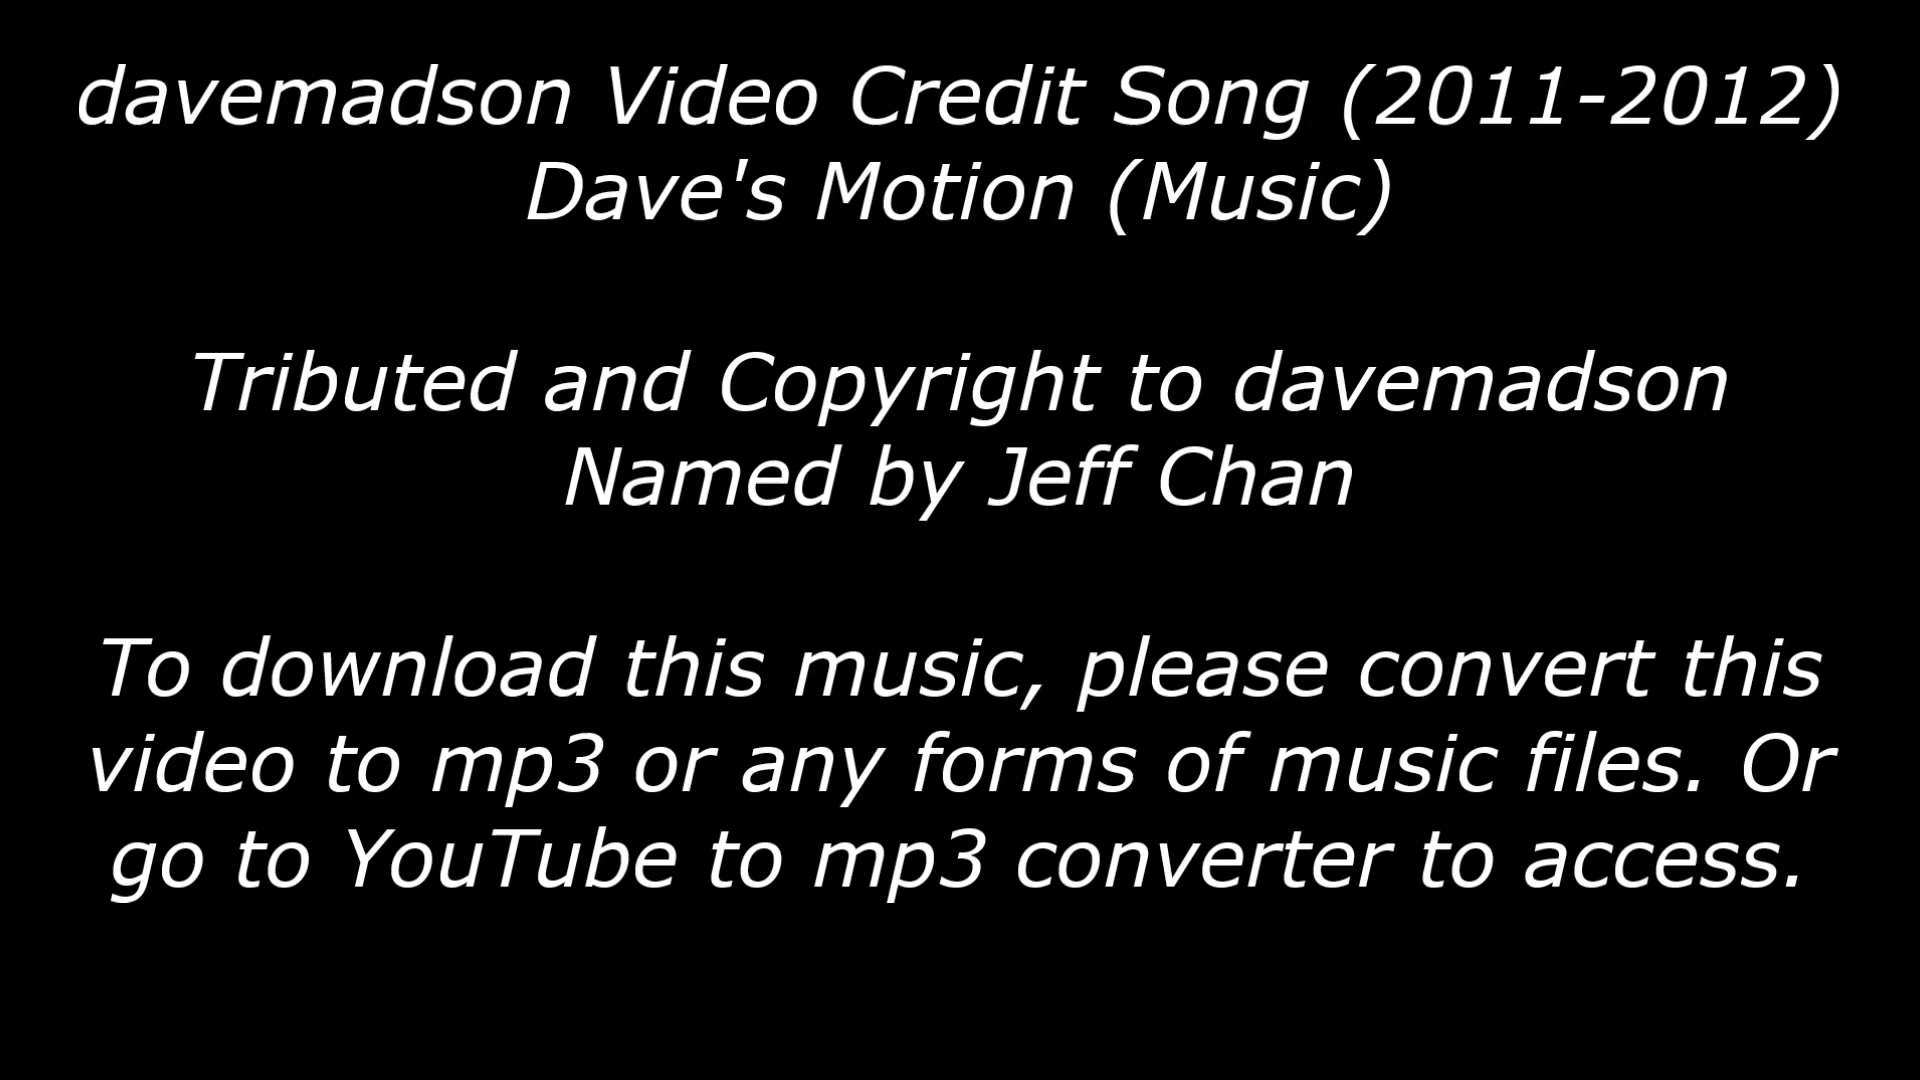 davemadson Video Credit Song (2011-2012)
Dave's Motion (Music)
Tributed and Copyright to davemadson
Named by Jeff Chan
To download this music, please convert this
video to mp3 or any forms of music files. Or
go to YouTube to mp3 converter to access.